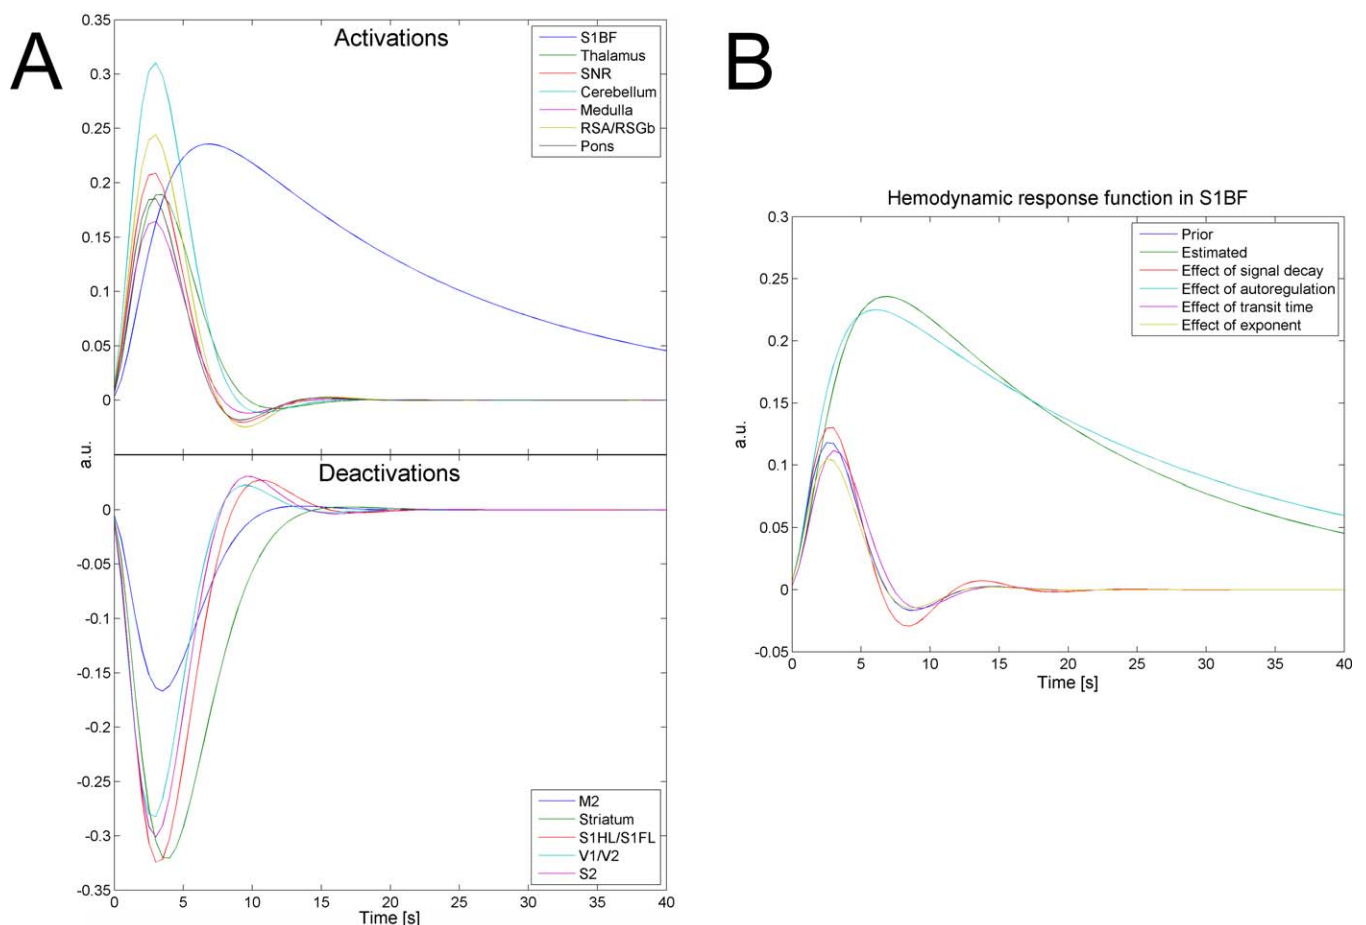 A
Activations
S1BF
Thalamus
SNR
Cerebellum
Medulla
RSA/RSGb
Pons
0.35
0.3
0.25
0.2
0.15
0.1
0.05
0
a.u.
Deactivations
0
-0.05
-0.1
-0.15
-0.2
-0.25
-0.3
-0.35
M2
Striatum
S1HL/S1FL
V1/V2
S2
0 5 10 15 20 25 30 35 40
Time [s]
B
Hemodynamic response function in S1BF
Prior
Estimated
Effect of signal decay
Effect of autoregulation
Effect of transit time
Effect of exponent
0.3
0.25
0.2
0.15
0.1
0.05
0
-0.05
a.u.
0 5 10 15 20 25 30 35 40
Time [s]